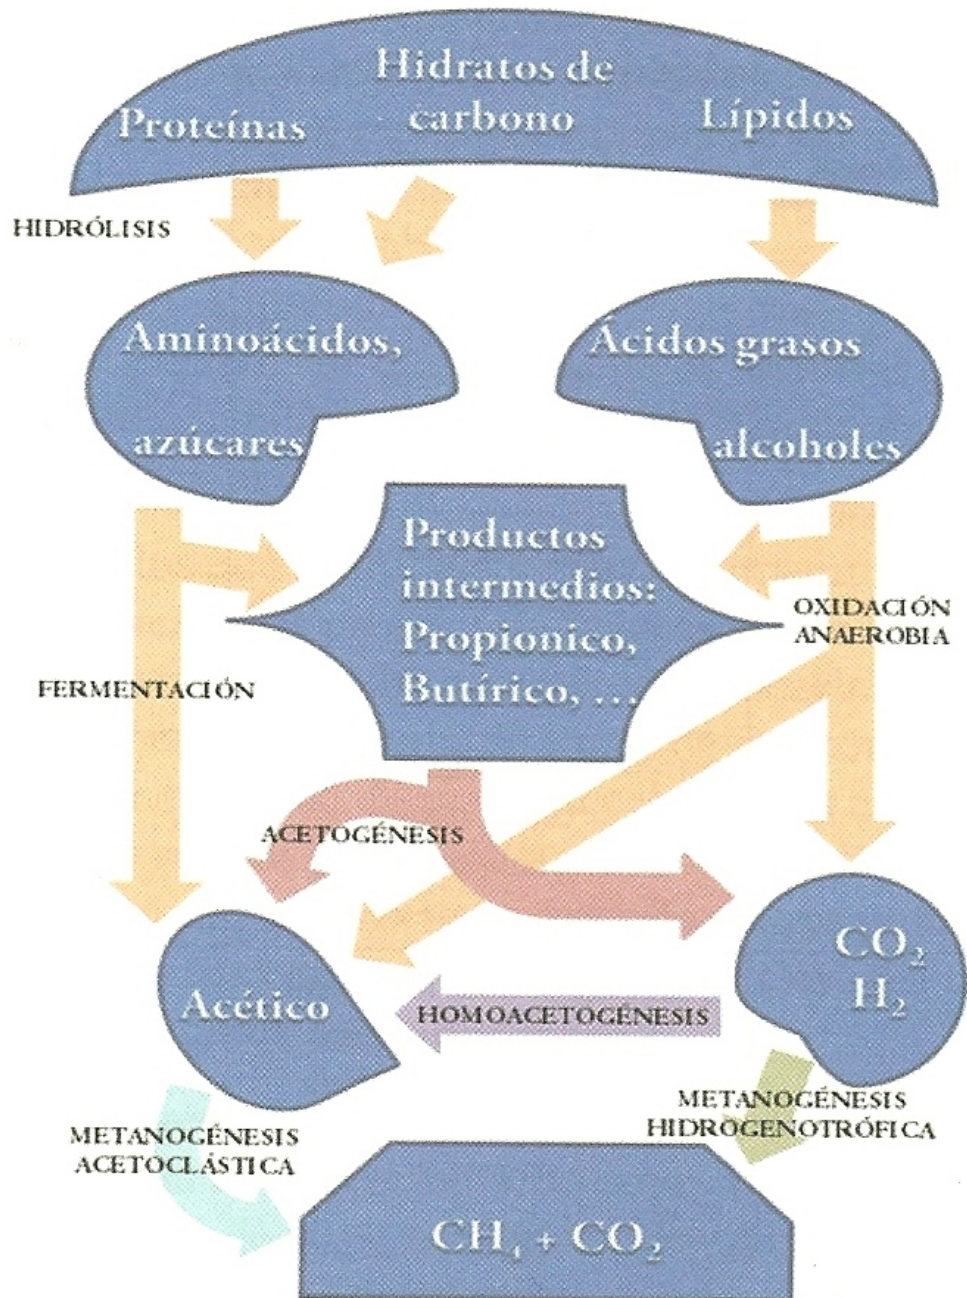 Hidratos de
carbono
Proteínas
Lípidos
HIDRÓLISIS
Aminoácidos,
azúcares
Ácidos grasos
alcoholes
Productos
intermedios:
Propionico,
Butírico, ...
OXIDACIÓN
ANAEROBIA
FERMENTACIÓN
ACETOGÉNESIS
Acético
CO₂
H₂
HOMOACETOGÉNESIS
METANOGÉNESIS
HIDROGENOTRÓFICA
METANOGÉNESIS
ACETOCLÁSTICA
CH₄ + CO₂